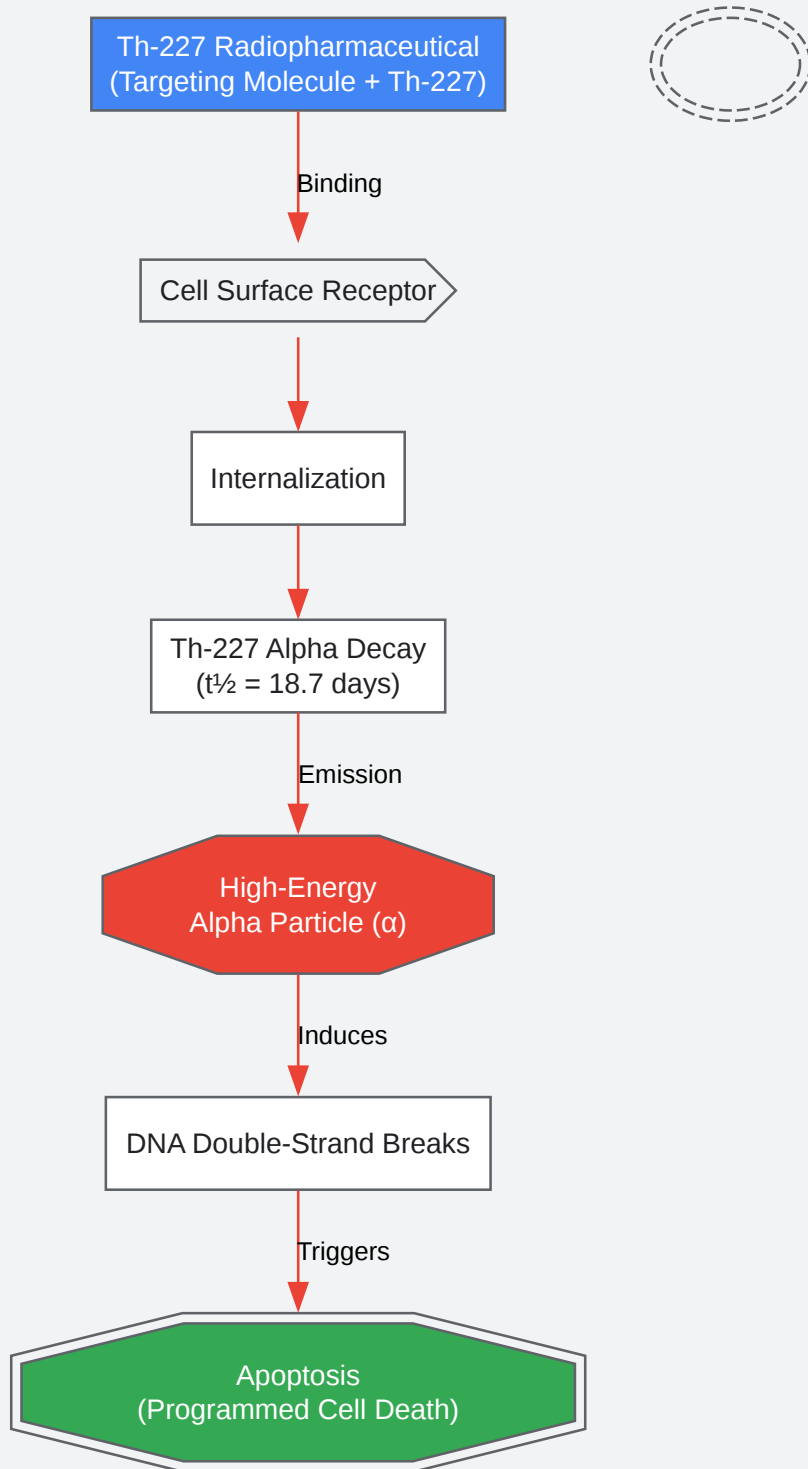 Th-227 Radiopharmaceutical
(Targeting Molecule + Th-227)
Binding
Cell Surface Receptor
Internalization
Th-227 Alpha Decay
(t½ = 18.7 days)
Emission
High-Energy
Alpha Particle (α)
Induces
DNA Double-Strand Breaks
Triggers
Apoptosis
(Programmed Cell Death)